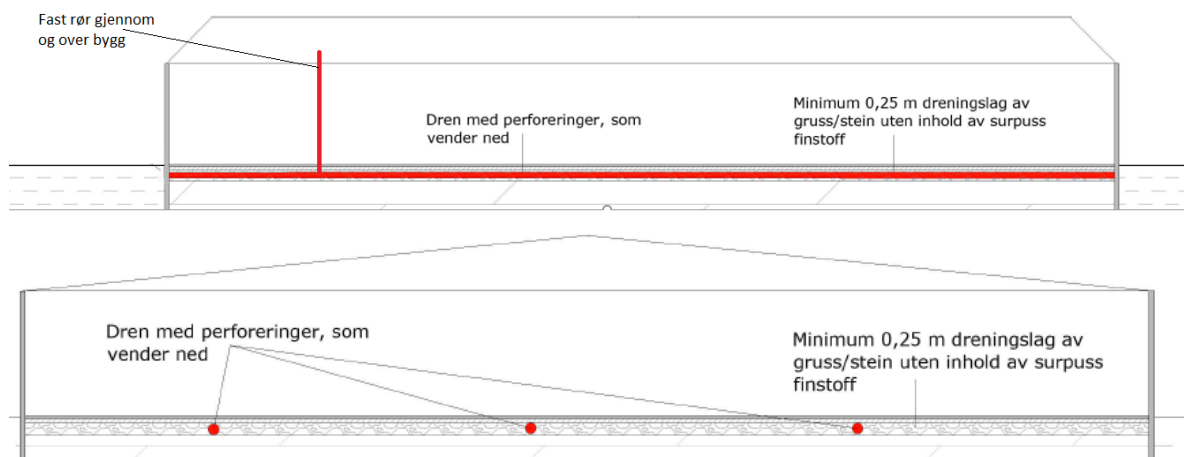 Fast rør gjennom
og over bygg
Dren med perforeringer, som
vender ned
Minimum 0,25 m dreningslag av
gruss/stein uten inhold av surpuss
finstoff
Dren med perforeringer, som
vender ned
Minimum 0,25 m dreningslag av
gruss/stein uten inhold av surpuss
finstoff